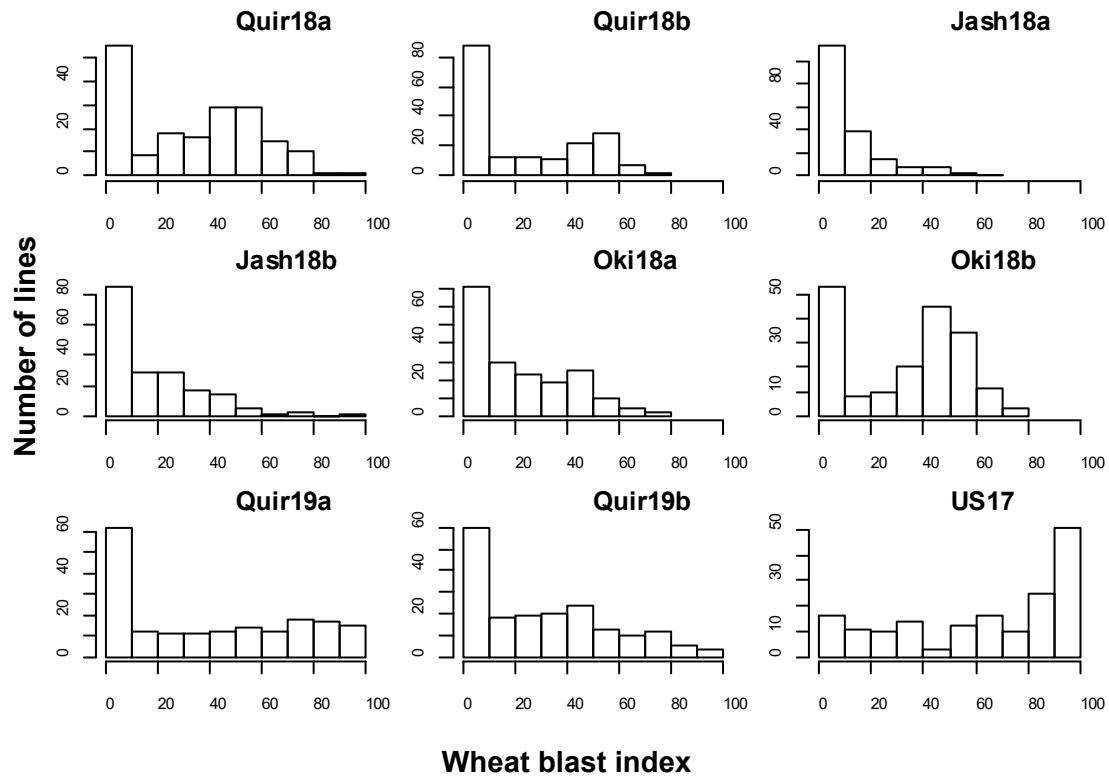 Quir18a Quir18b Jash18a
40 20 0
80 60 40 20 0
80 40 0
0 20 40 60 80 100
0 20 40 60 80 100
0 20 40 60 80 100
Number of lines
Jash18b Oki18a Oki18b
80 60 40 20 0
60 40 20 0
50 30 10
0 20 40 60 80 100
0 20 40 60 80 100
0 20 40 60 80 100
Quir19a Quir19b US17
60 40 20 0
60 40 20 0
50 30 10 0
0 20 40 60 80 100
0 20 40 60 80 100
0 20 40 60 80 100
Wheat blast index